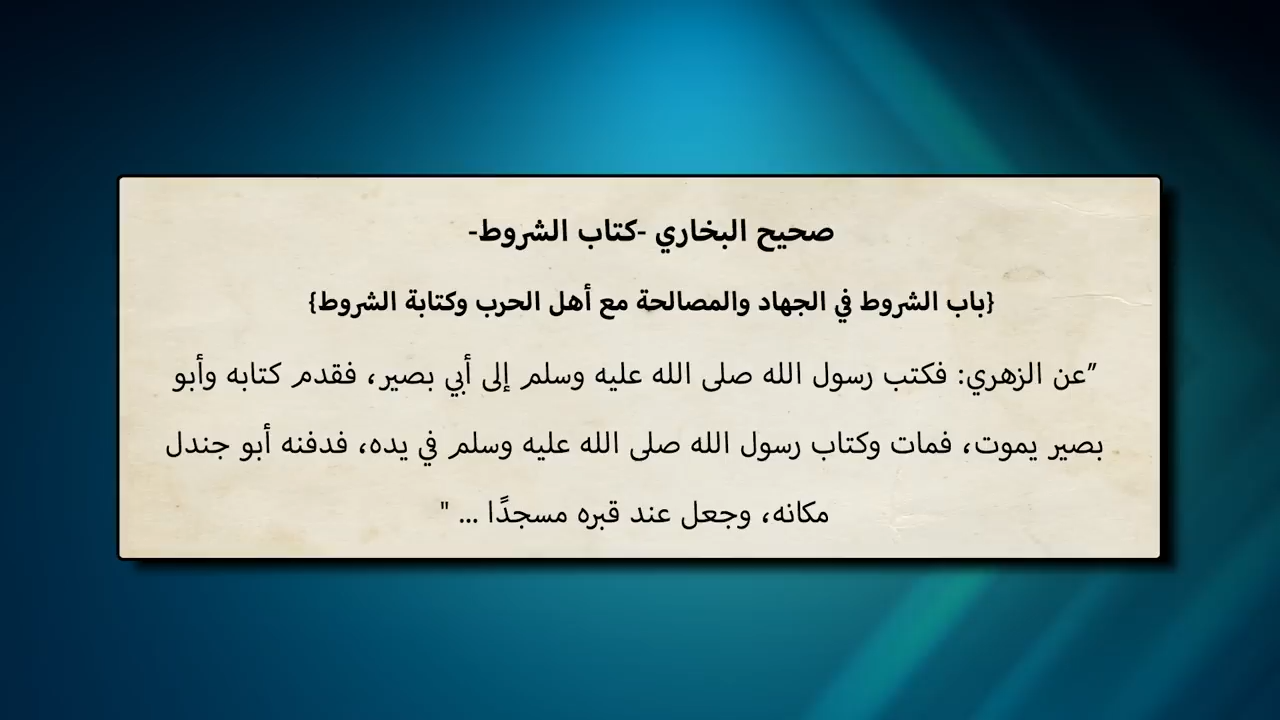 صحيح البخاري -كتاب الشروط-
{باب الشروط في الجهاد والمصالحة مع أهل الحرب وكتابة الشروط}
"عن الزهري: فكتب رسول الله صلى الله عليه وسلم إلى أبي بصير، فقدم كتابه وأبو
بصير يموت، فمات وكتاب رسول الله صلى الله عليه وسلم في يده، فدفنه أبو جندل
مكانه، وجعل عند قبره مسجدًا ... "